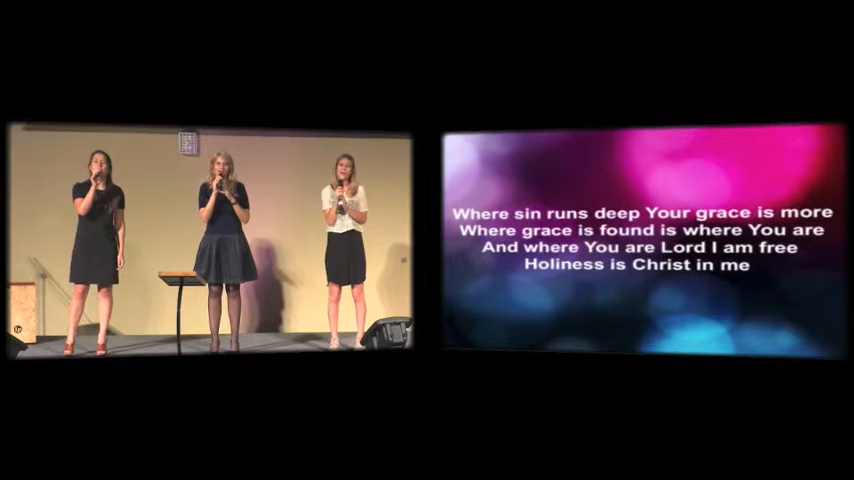 Where sin runs deep Your grace is more
Where grace is found is where You are
And where You are Lord I am free
Holiness is Christ in me